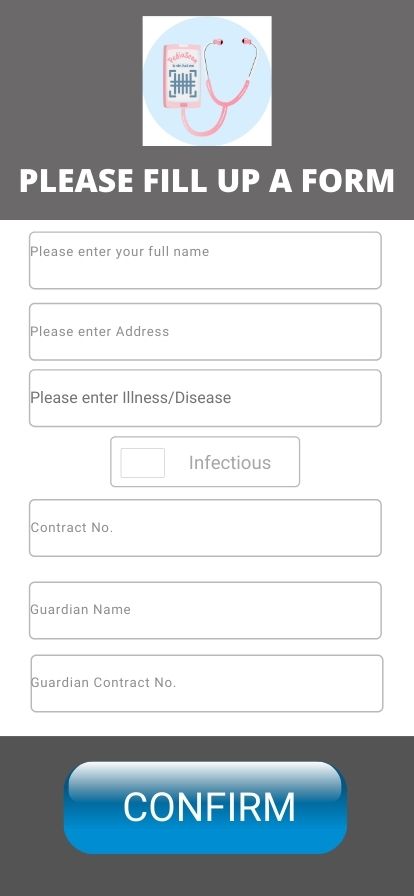 PediaScan
PLEASE FILL UP A FORM
Please enter your full name
Please enter Address
Please enter Illness/Disease
Infectious
Contract No.
Guardian Name
Guardian Contract No.
CONFIRM